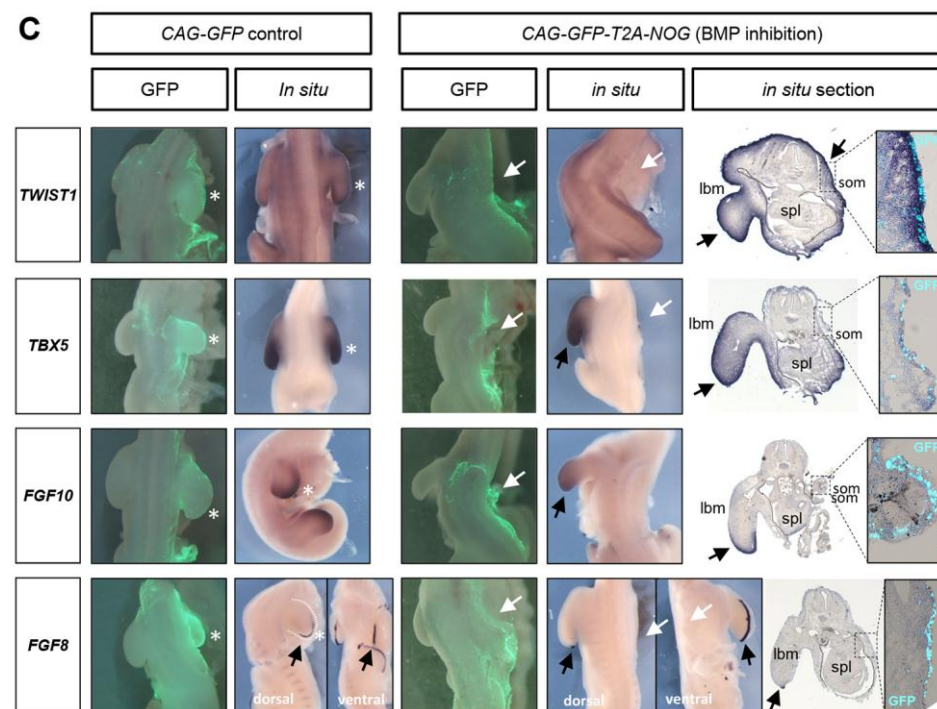 C
CAG-GFP control
CAG-GFP-T2A-NOG (BMP inhibition)
GFP
In situ
GFP
in situ
in situ section
TWIST1
*
*
lbm
som
spl
GFP
TBX5
*
*
lbm
som
spl
GFP
FGF10
*
*
lbm
som
som
spl
GFP
FGF8
*
*
dorsal
ventral
dorsal
ventral
lbm
spl
GFP